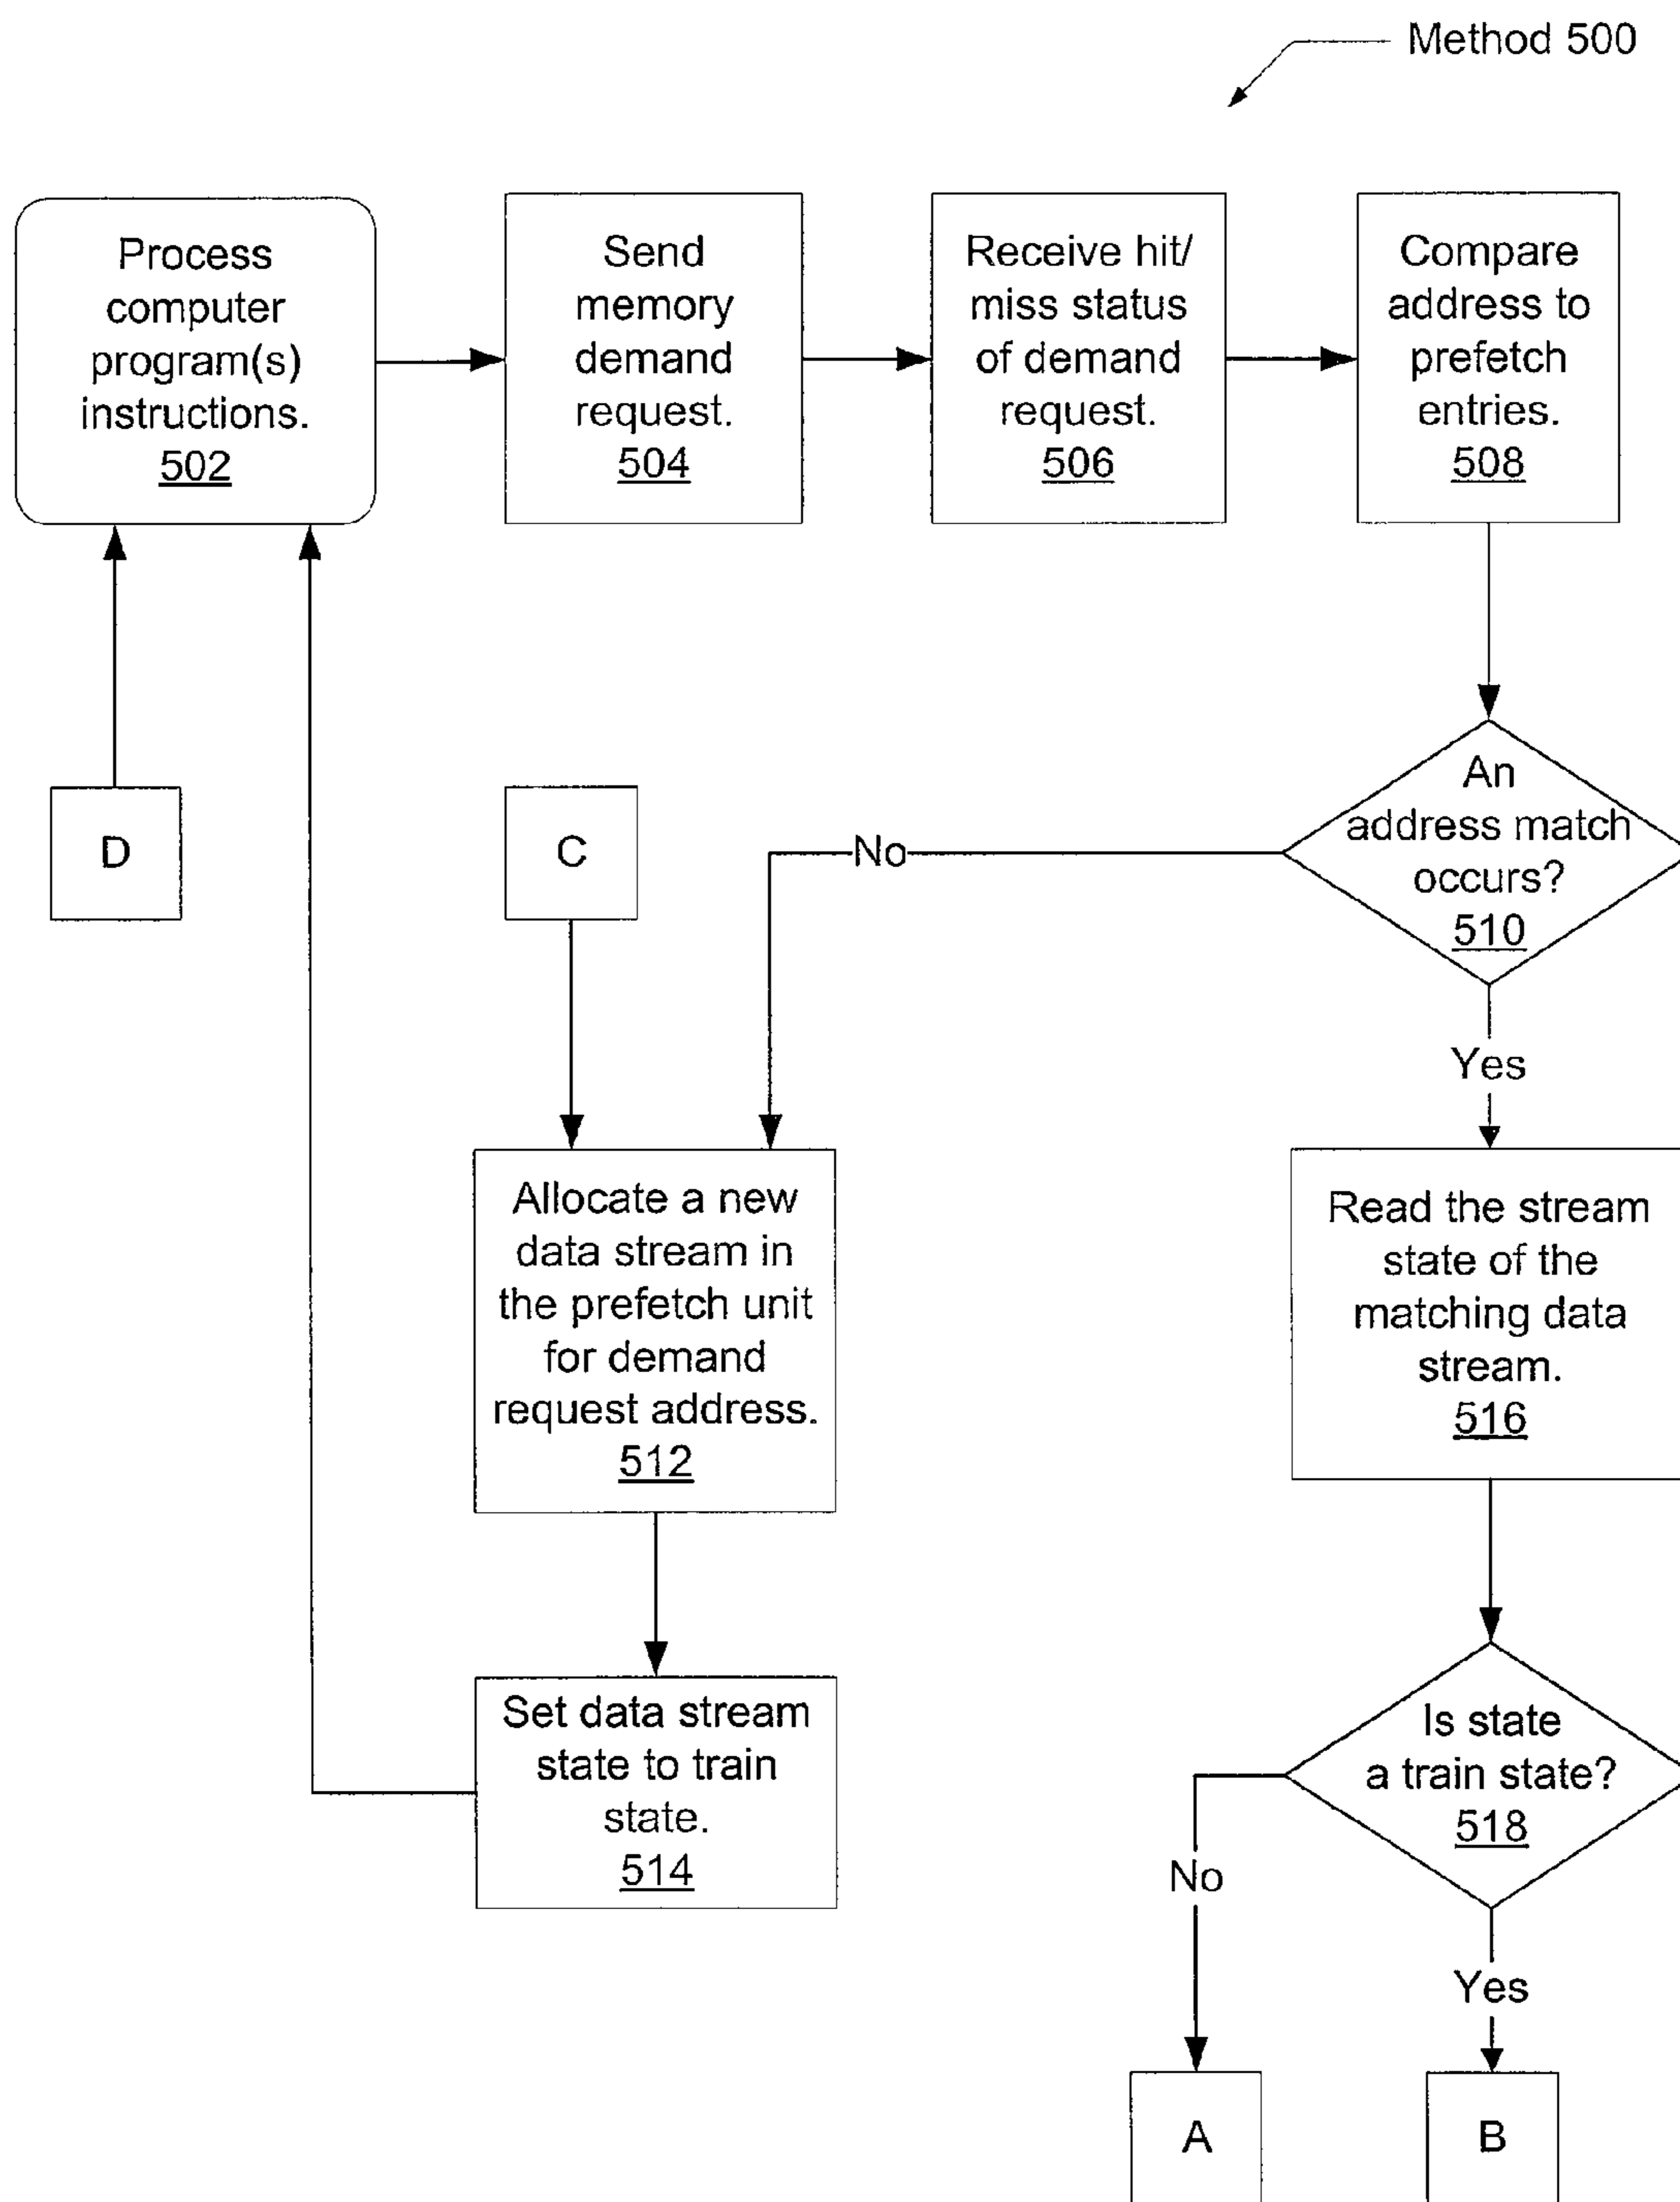 Method 500
Process
computer
program(s)
instructions.
502
Send
memory
demand
request.
504
Receive hit/
miss status
of demand
request.
506
Compare
address to
prefetch
entries.
508
An
address match
occurs?
510
D
C
No
Yes
Allocate a new
data stream in
the prefetch unit
for demand
request address.
512
Read the stream
state of the
matching data
stream.
516
Set data stream
state to train
state.
514
Is state
a train state?
518
No
Yes
A
B